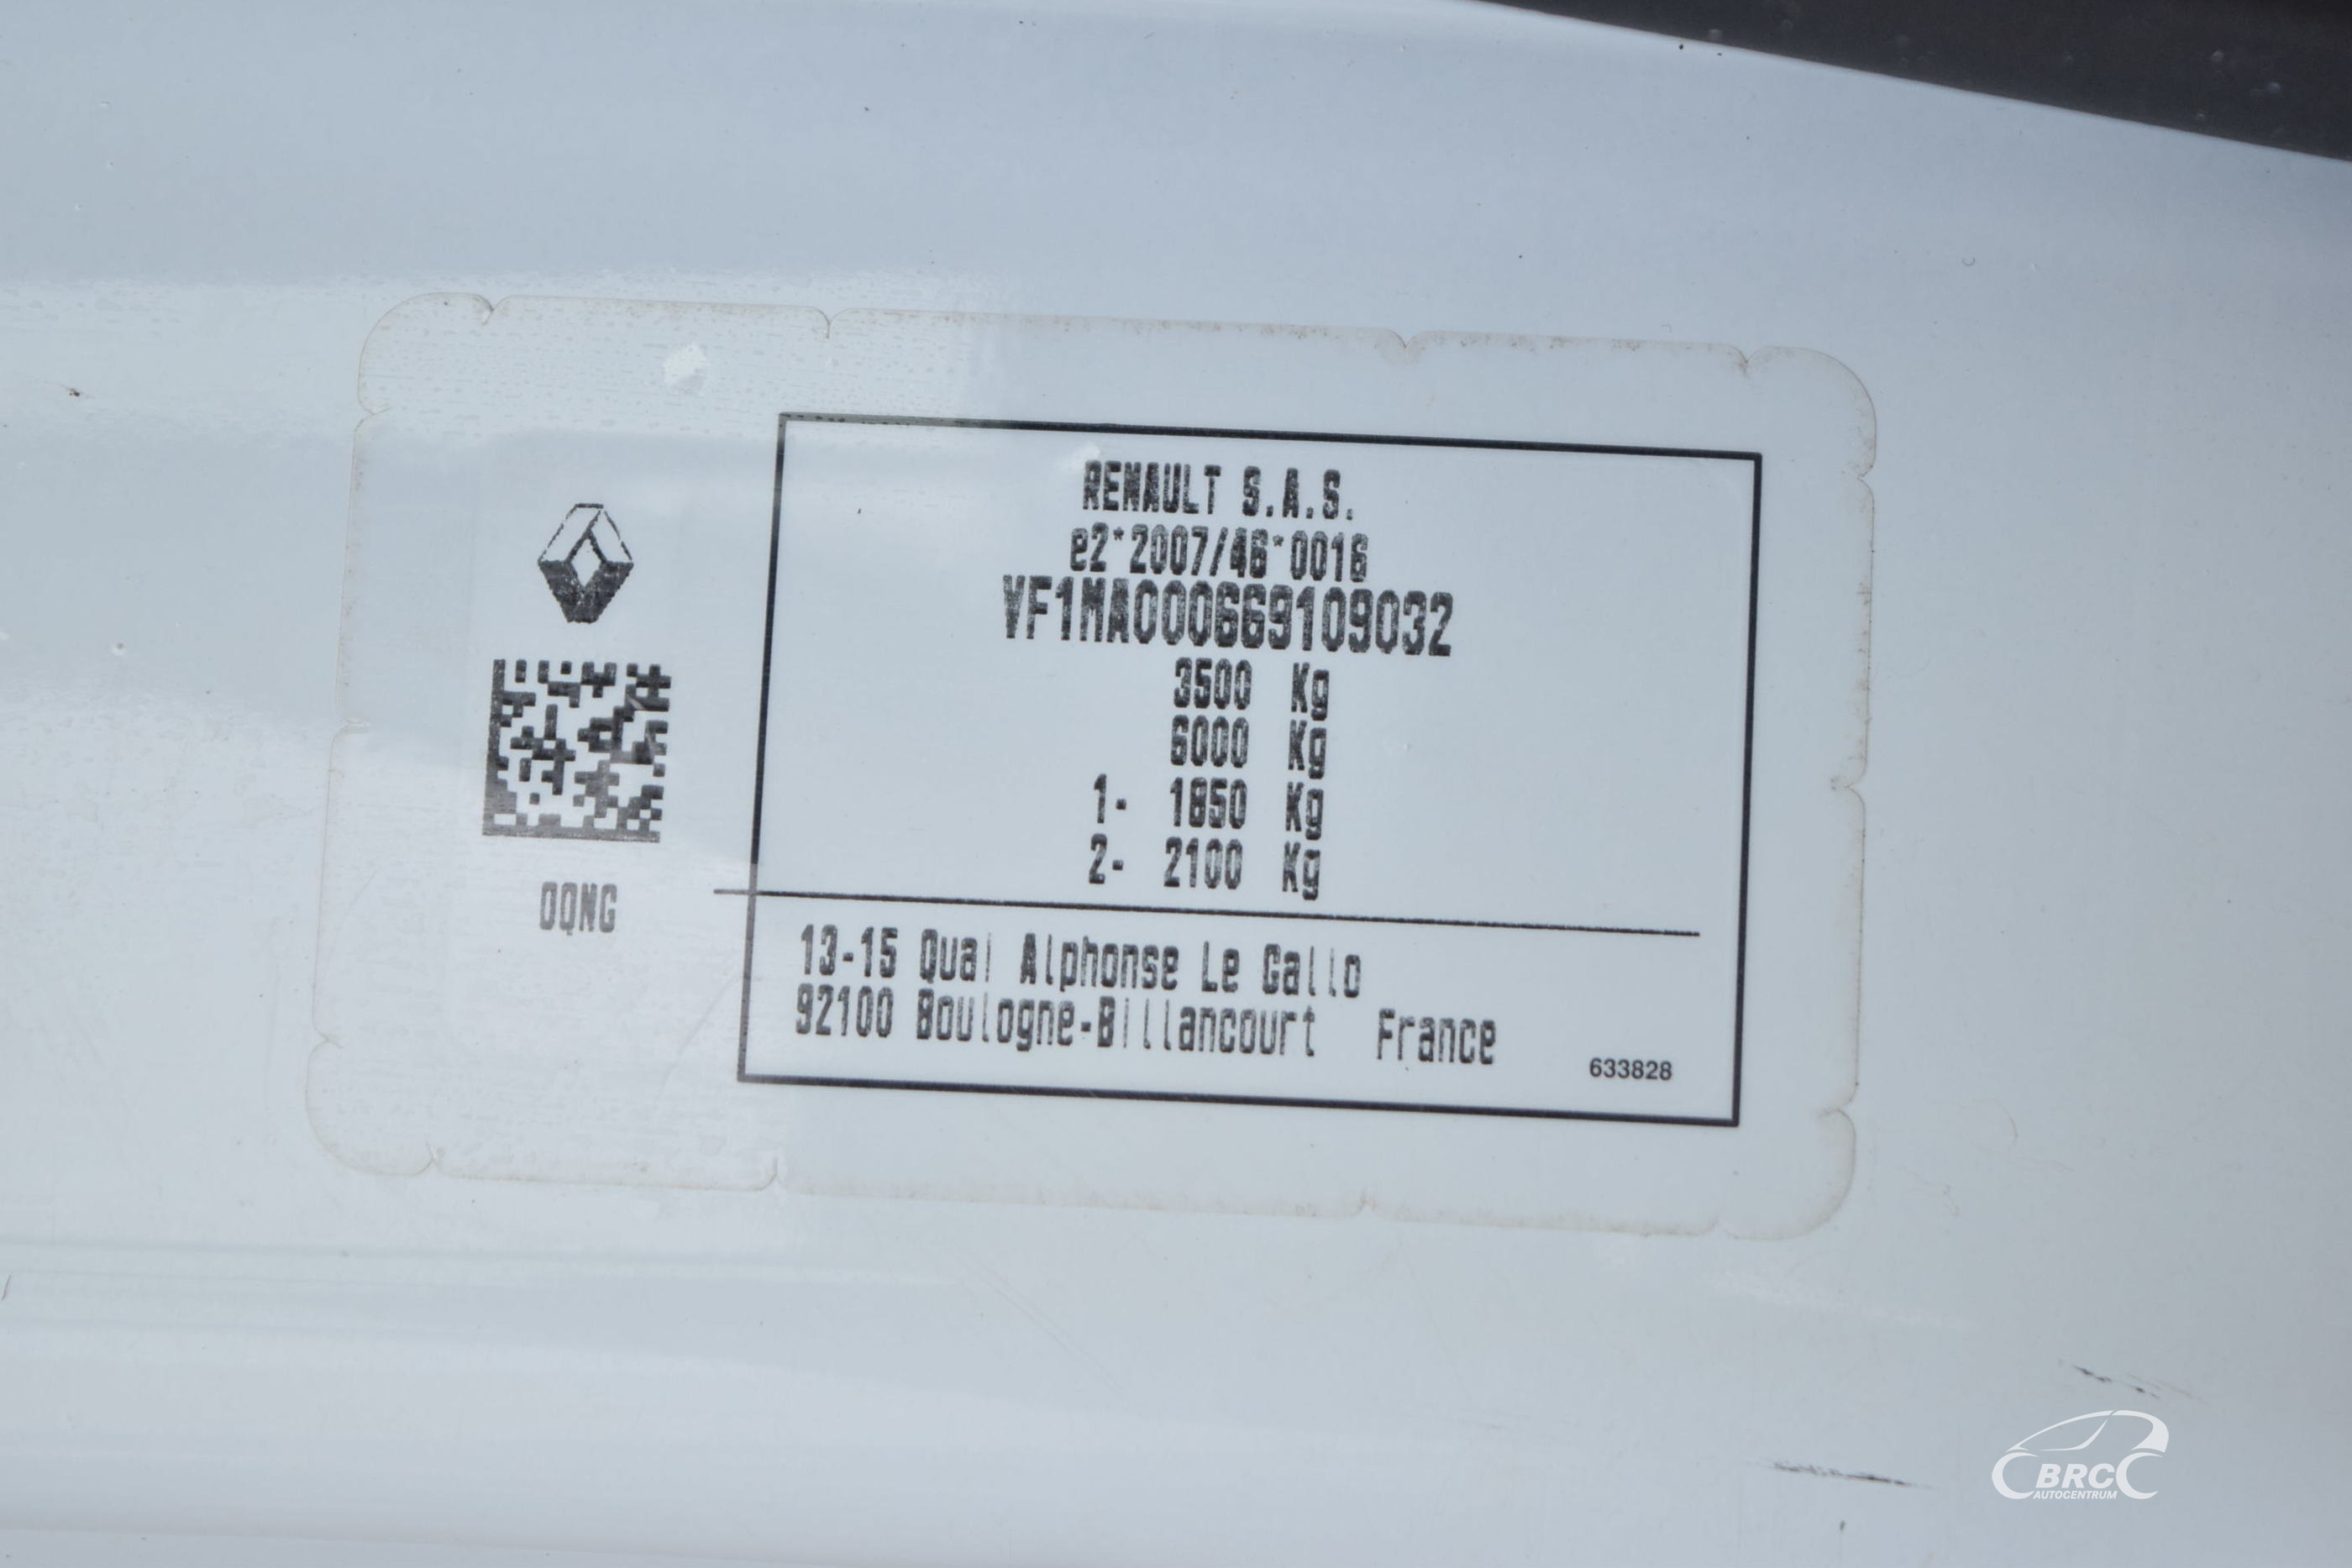 RENAULT S.A.S.
e2*2007/46*0016
VF1MA000669109032
3500 Kg
6000 Kg
1- 1850 Kg
2- 2100 Kg
OQNG
13-15 Quai Alphonse Le Gallo
92100 Boulogne-Billancourt France
633828
BRC
AUTOCENTRUM